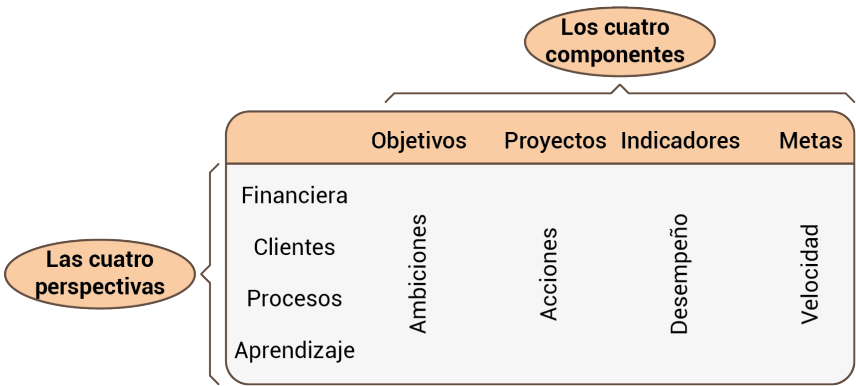 Los cuatro
componentes
Objetivos Proyectos Indicadores Metas
Las cuatro
perspectivas
Financiera
Clientes
Procesos
Aprendizaje
Ambiciones
Acciones
Desempeño
Velocidad